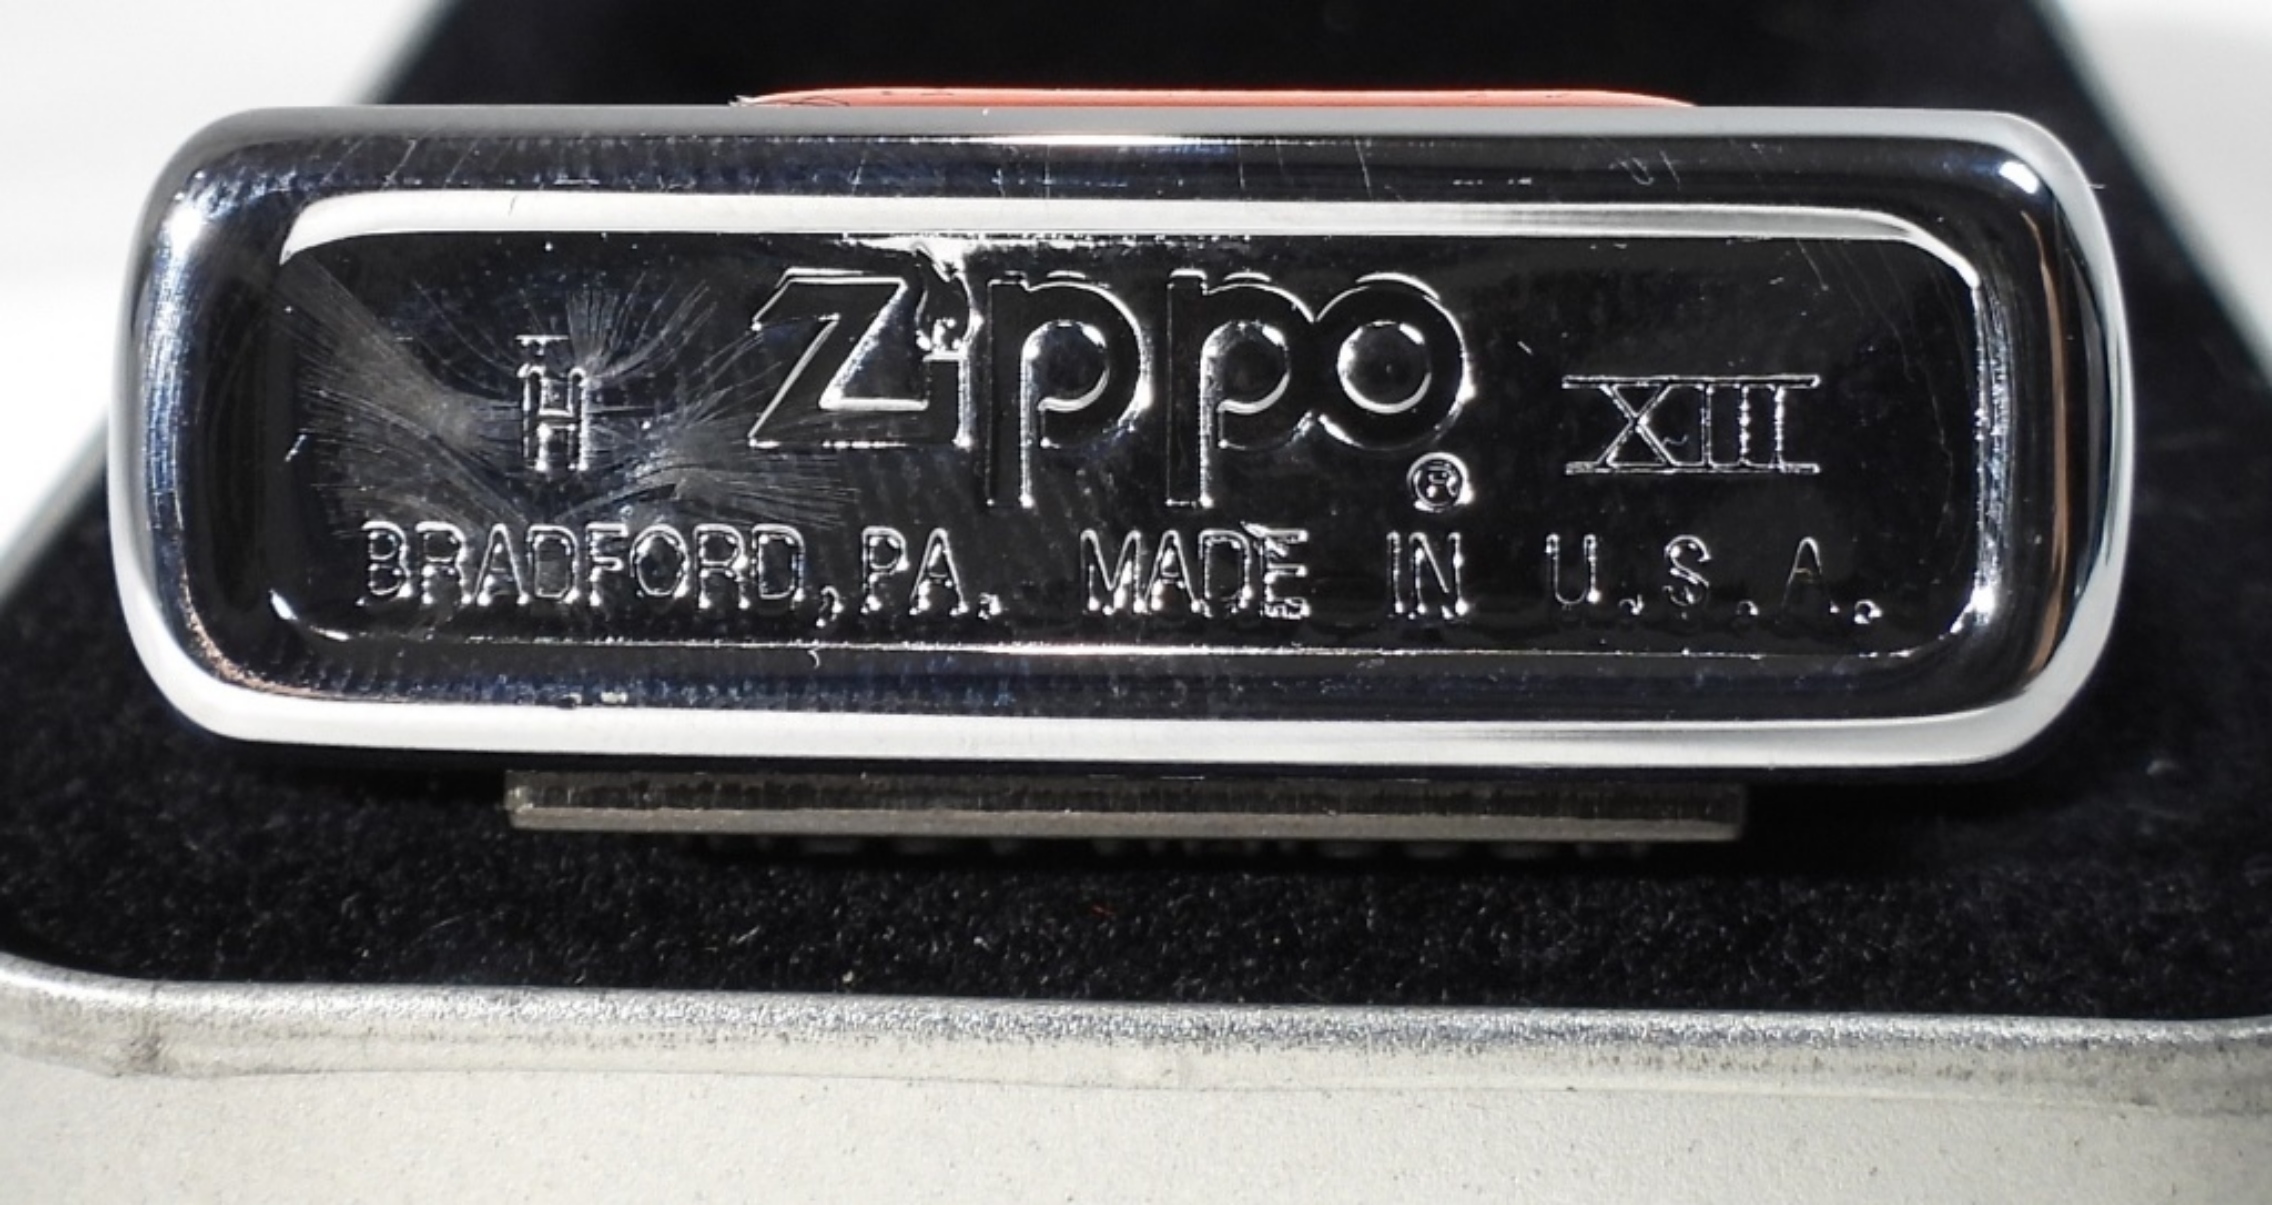 H Zippo ® XIII
BRADFORD, PA. MADE IN U.S.A.